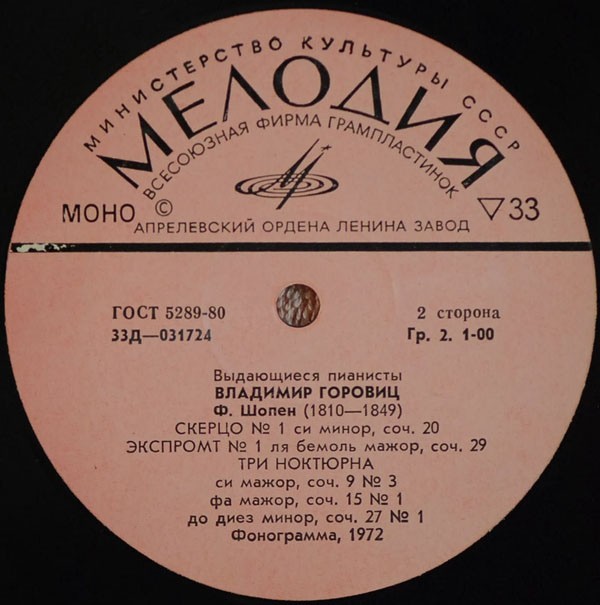 МИНИСТЕРСТВО КУЛЬТУРЫ СССР
МЕЛОДИЯ
ВСЕСОЮЗНАЯ ФИРМА ГРАМПЛАСТИНОК
МОНО © ▽33
АПРЕЛЕВСКИЙ ОРДЕНА ЛЕНИНА ЗАВОД
ГОСТ 5289-80 2 сторона
33Д—031724 Гр. 2. 1-00
Выдающиеся пианисты
ВЛАДИМИР ГОРОВИЦ
Ф. Шопен (1810—1849)
СКЕРЦО № 1 си минор, соч. 20
ЭКСПРОМТ № 1 ля бемоль мажор, соч. 29
ТРИ НОКТЮРНА
си мажор, соч. 9 № 3
фа мажор, соч. 15 № 1
до диез минор, соч. 27 № 1
Фонограмма, 1972